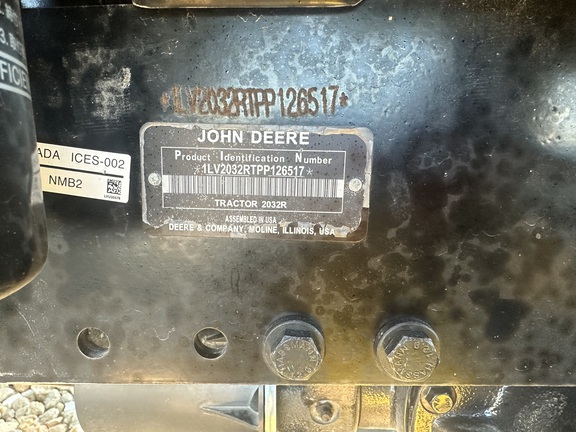 *1LV2032RTPP126517*
JOHN DEERE
Product Identification Number
*1LV2032RTPP126517*
TRACTOR 2032R
ASSEMBLED IN USA
DEERE & COMPANY, MOLINE, ILLINOIS, USA
ADA ICES-002
NMB2